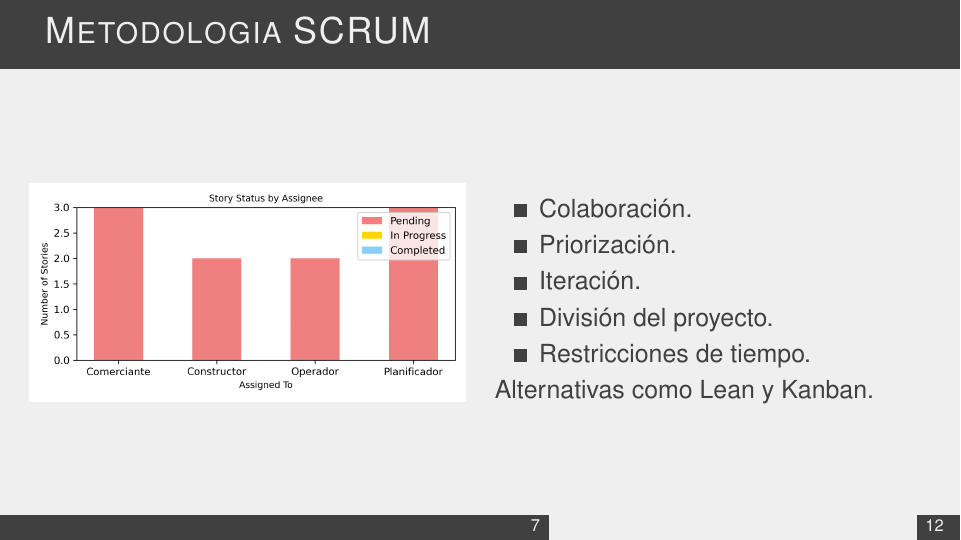 METODOLOGIA SCRUM
Story Status by Assignee
Number of Stories
3.0
2.5
2.0
1.5
1.0
0.5
0.0
Pending
In Progress
Completed
Comerciante Constructor Operador Planificador
Assigned To
Colaboración.
Priorización.
Iteración.
División del proyecto.
Restricciones de tiempo.
Alternativas como Lean y Kanban.
7 12